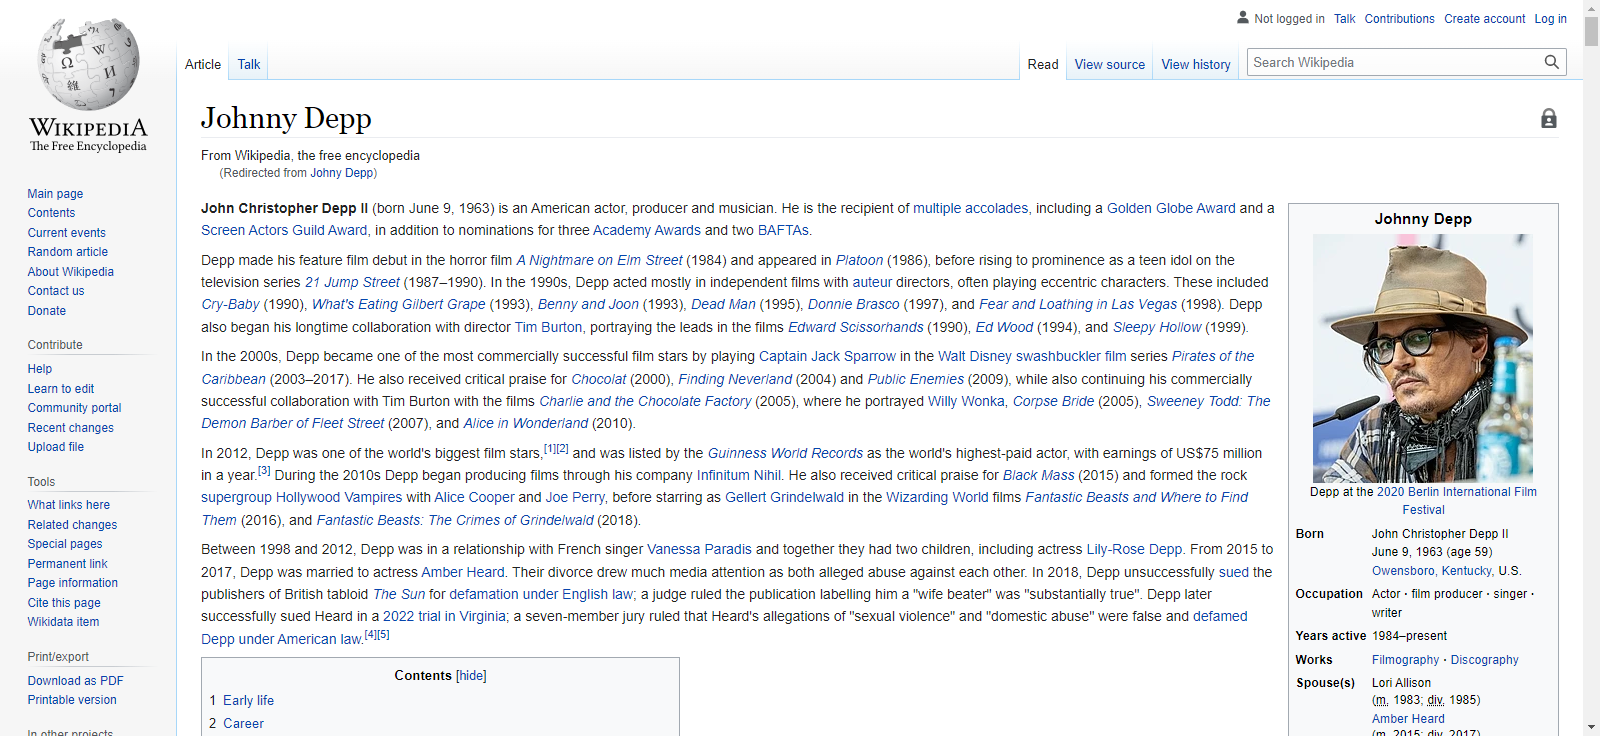 Not logged in Talk Contributions Create account Log in
WIKIPEDIA
The Free Encyclopedia
Article Talk
Read View source View history Search Wikipedia
Main page
Contents
Current events
Random article
About Wikipedia
Contact us
Donate
Contribute
Help
Learn to edit
Community portal
Recent changes
Upload file
Tools
What links here
Related changes
Special pages
Permanent link
Page information
Cite this page
Wikidata item
Print/export
Download as PDF
Printable version
In other projects
Johnny Depp
From Wikipedia, the free encyclopedia
(Redirected from Johny Depp)
John Christopher Depp II (born June 9, 1963) is an American actor, producer and musician. He is the recipient of multiple accolades, including a Golden Globe Award and a
Screen Actors Guild Award, in addition to nominations for three Academy Awards and two BAFTAs.
Depp made his feature film debut in the horror film A Nightmare on Elm Street (1984) and appeared in Platoon (1986), before rising to prominence as a teen idol on the
television series 21 Jump Street (1987–1990). In the 1990s, Depp acted mostly in independent films with auteur directors, often playing eccentric characters. These included
Cry-Baby (1990), What's Eating Gilbert Grape (1993), Benny and Joon (1993), Dead Man (1995), Donnie Brasco (1997), and Fear and Loathing in Las Vegas (1998). Depp
also began his longtime collaboration with director Tim Burton, portraying the leads in the films Edward Scissorhands (1990), Ed Wood (1994), and Sleepy Hollow (1999).
In the 2000s, Depp became one of the most commercially successful film stars by playing Captain Jack Sparrow in the Walt Disney swashbuckler film series Pirates of the
Caribbean (2003–2017). He also received critical praise for Chocolat (2000), Finding Neverland (2004) and Public Enemies (2009), while also continuing his commercially
successful collaboration with Tim Burton with the films Charlie and the Chocolate Factory (2005), where he portrayed Willy Wonka, Corpse Bride (2005), Sweeney Todd: The
Demon Barber of Fleet Street (2007), and Alice in Wonderland (2010).
In 2012, Depp was one of the world's biggest film stars,[1][2] and was listed by the Guinness World Records as the world's highest-paid actor, with earnings of US$75 million
in a year.[3] During the 2010s Depp began producing films through his company Infinitum Nihil. He also received critical praise for Black Mass (2015) and formed the rock
supergroup Hollywood Vampires with Alice Cooper and Joe Perry, before starring as Gellert Grindelwald in the Wizarding World films Fantastic Beasts and Where to Find
Them (2016), and Fantastic Beasts: The Crimes of Grindelwald (2018).
Between 1998 and 2012, Depp was in a relationship with French singer Vanessa Paradis and together they had two children, including actress Lily-Rose Depp. From 2015 to
2017, Depp was married to actress Amber Heard. Their divorce drew much media attention as both alleged abuse against each other. In 2018, Depp unsuccessfully sued the
publishers of British tabloid The Sun for defamation under English law; a judge ruled the publication labelling him a "wife beater" was "substantially true". Depp later
successfully sued Heard in a 2022 trial in Virginia; a seven-member jury ruled that Heard's allegations of "sexual violence" and "domestic abuse" were false and defamed
Depp under American law.[4][5]
Contents [hide]
1 Early life
2 Career
Johnny Depp
Depp at the 2020 Berlin International Film
Festival
Born John Christopher Depp II
June 9, 1963 (age 59)
Owensboro, Kentucky, U.S.
Occupation Actor · film producer · singer ·
writer
Years active 1984–present
Works Filmography · Discography
Spouse(s) Lori Allison
(m. 1983; div. 1985)
Amber Heard
(m. 2015; div. 2017)